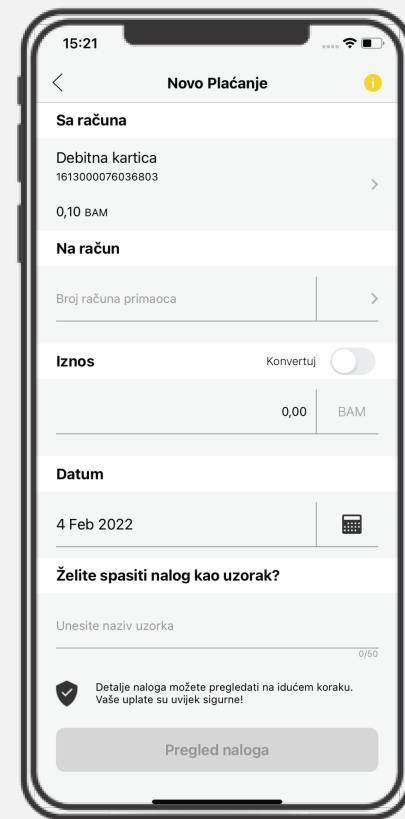 15:21
Novo Plaćanje
i
Sa računa
Debitna kartica
1613000076036803
0,10 BAM
Na račun
Broj računa primaoca
Iznos
Konvertuj
0,00 BAM
Datum
4 Feb 2022
Želite spasiti nalog kao uzorak?
Unesite naziv uzorka
0/50
Detalje naloga možete pregledati na idućem koraku.
Vaše uplate su uvijek sigurne!
Pregled naloga